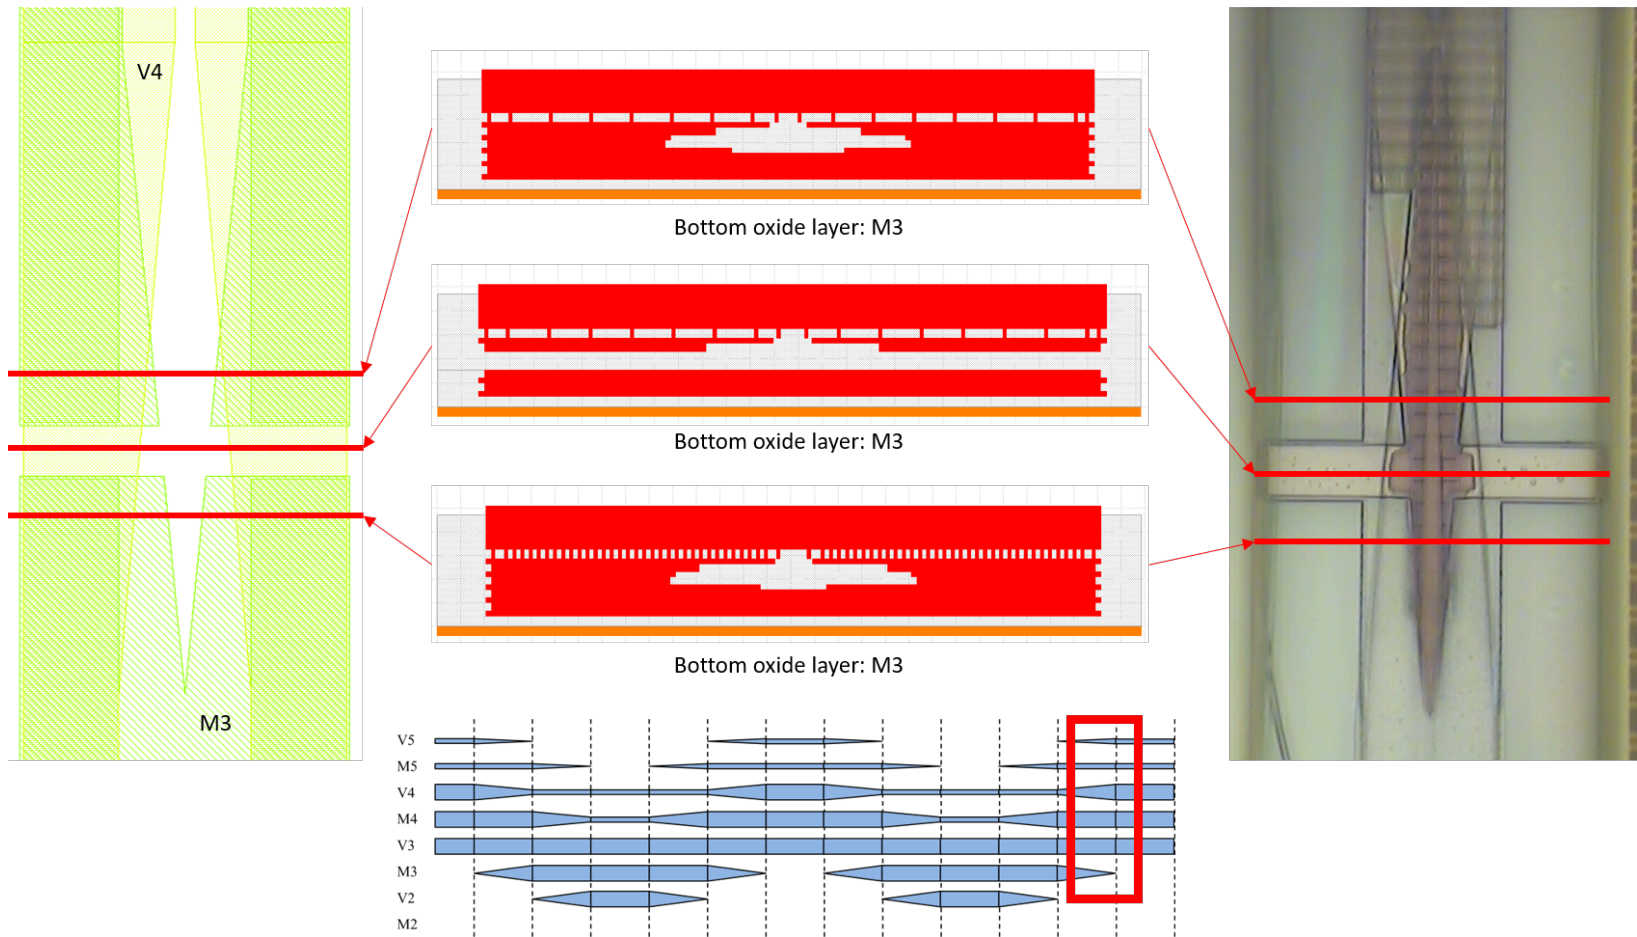 V4
Bottom oxide layer: M3
Bottom oxide layer: M3
Bottom oxide layer: M3
M3
V5
M5
V4
M4
V3
M3
V2
M2